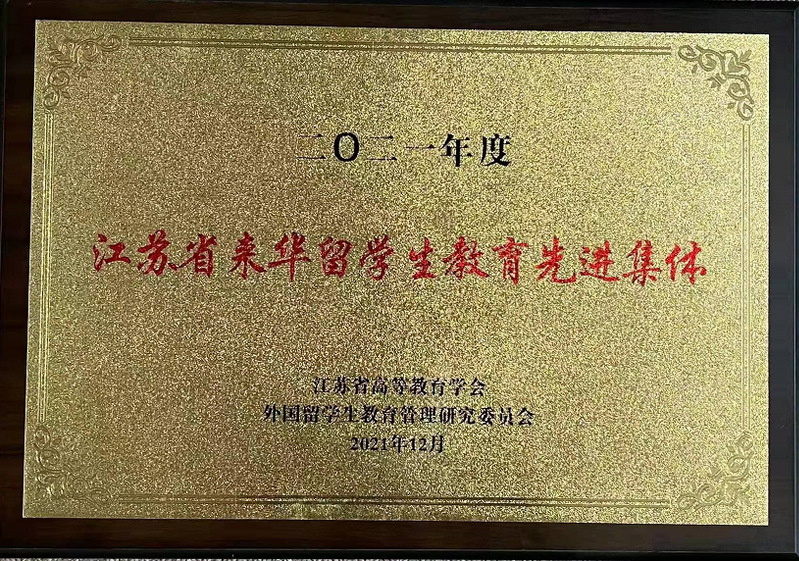 二〇二一年度
江苏省来华留学生教育先进集体
江苏省高等教育学会
外国留学生教育管理研究委员会
2021年12月